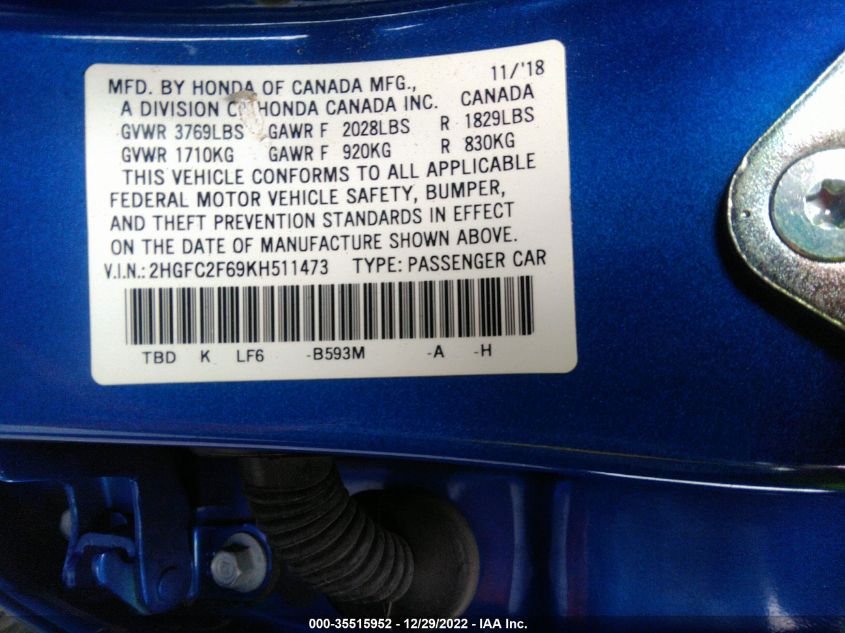 MFD. BY HONDA OF CANADA MFG., 11/'18
A DIVISION OF HONDA CANADA INC. CANADA
GVWR 3769LBS GAWR F 2028LBS R 1829LBS
GVWR 1710KG GAWR F 920KG R 830KG
THIS VEHICLE CONFORMS TO ALL APPLICABLE
FEDERAL MOTOR VEHICLE SAFETY, BUMPER,
AND THEFT PREVENTION STANDARDS IN EFFECT
ON THE DATE OF MANUFACTURE SHOWN ABOVE.
V.I.N.: 2HGFC2F69KH511473 TYPE: PASSENGER CAR
TBD K LF6 -B593M -A -H
000-35515952 - 12/29/2022 - IAA Inc.